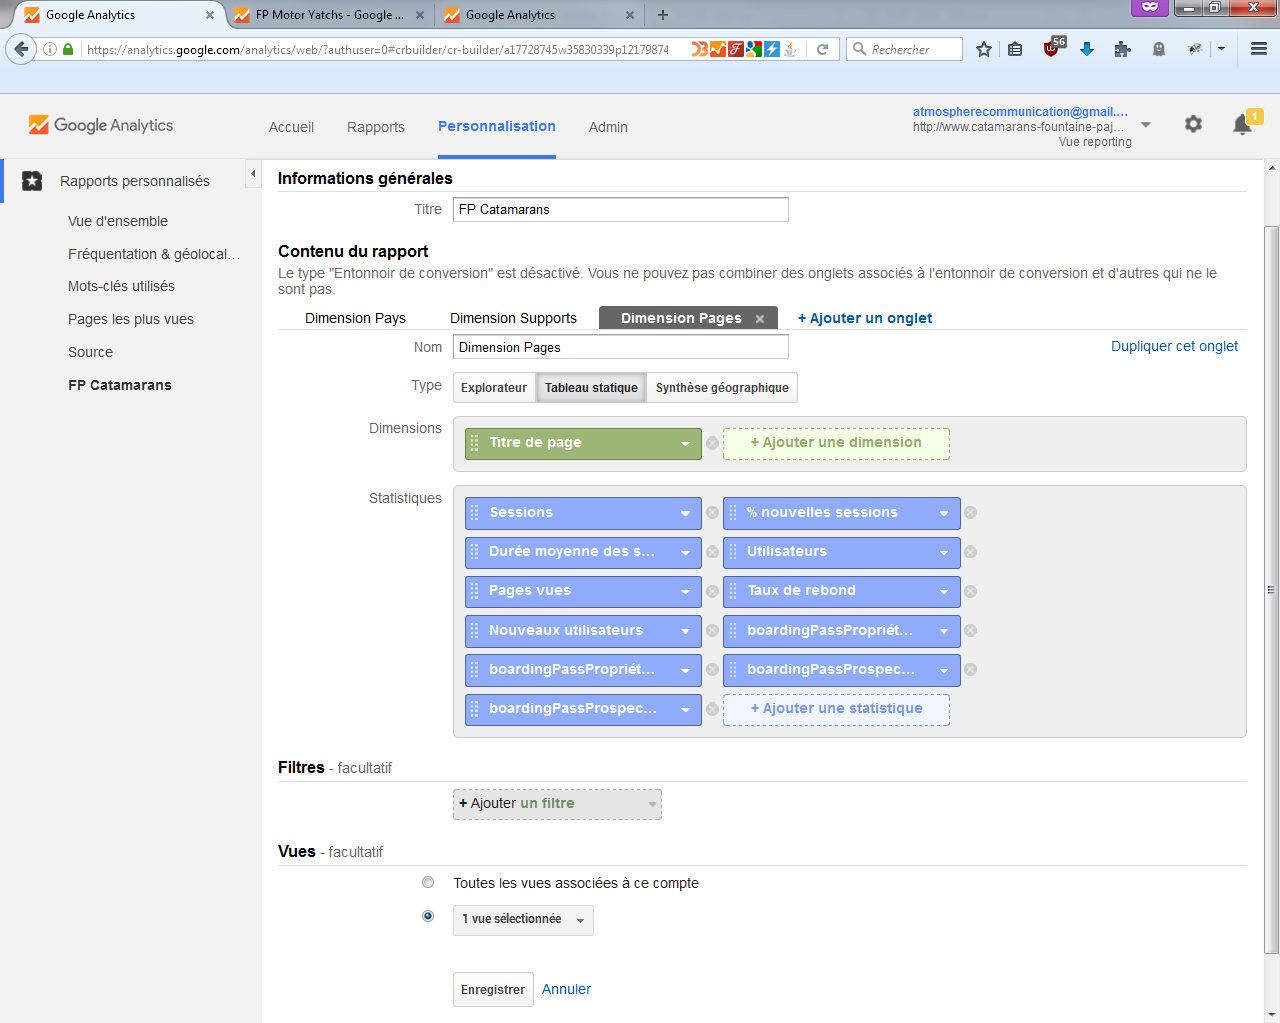 Google Analytics
FP Motor Yatchs - Google ...
Google Analytics
https://analytics.google.com/analytics/web/?authuser=0#crbuilder/cr-builder/a17728745w35830339p12179874
Rechercher
56
Google Analytics
Accueil
Rapports
Personnalisation
Admin
atmospherecommunication@gmail....
http://www.catamarans-fountaine-paj...
Vue reporting
1
Rapports personnalisés
Vue d'ensemble
Fréquentation & géolocal...
Mots-clés utilisés
Pages les plus vues
Source
FP Catamarans
Informations générales
Titre
FP Catamarans
Contenu du rapport
Le type "Entonnoir de conversion" est désactivé. Vous ne pouvez pas combiner des onglets associés à l'entonnoir de conversion et d'autres qui ne le
sont pas.
Dimension Pays
Dimension Supports
Dimension Pages
+ Ajouter un onglet
Nom
Dimension Pages
Dupliquer cet onglet
Type
Explorateur
Tableau statique
Synthèse géographique
Dimensions
Titre de page
+ Ajouter une dimension
Statistiques
Sessions
% nouvelles sessions
Durée moyenne des s...
Utilisateurs
Pages vues
Taux de rebond
Nouveaux utilisateurs
boardingPassPropriét...
boardingPassPropriét...
boardingPassProspec...
boardingPassProspec...
+ Ajouter une statistique
Filtres - facultatif
+ Ajouter un filtre
Vues - facultatif
Toutes les vues associées à ce compte
1 vue sélectionnée
Enregistrer
Annuler